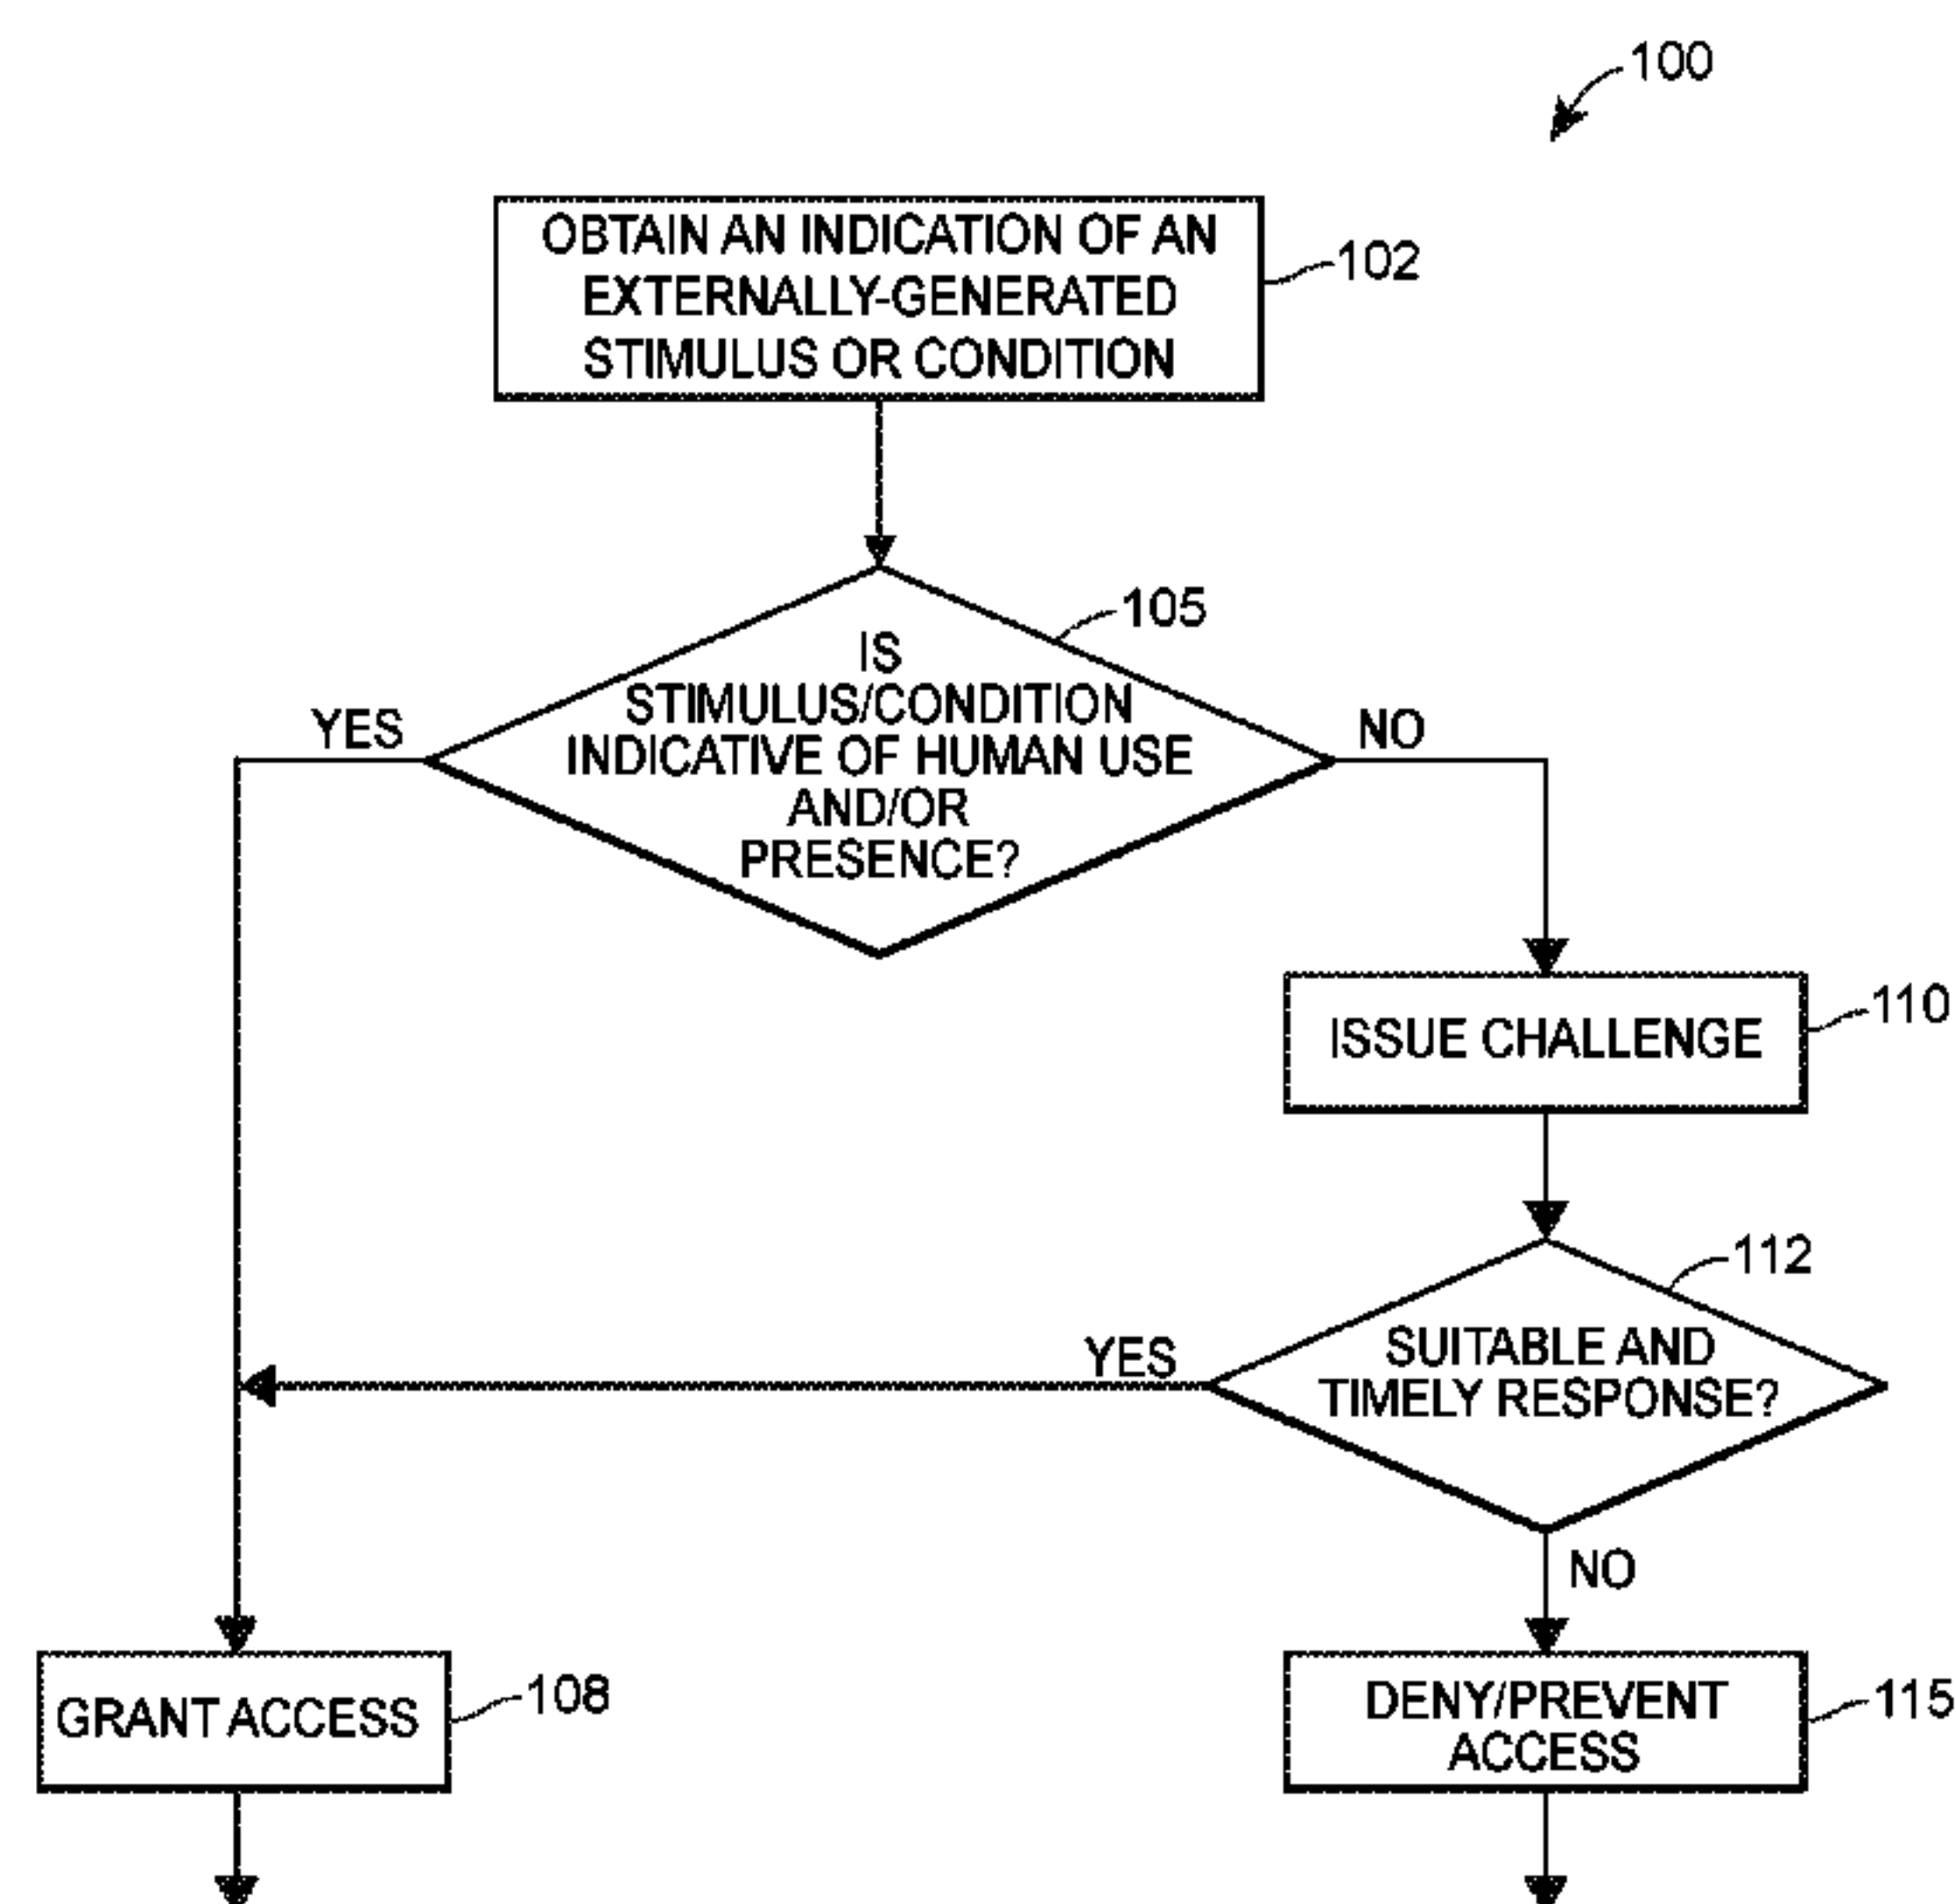 100
OBTAIN AN INDICATION OF AN
EXTERNALLY-GENERATED
STIMULUS OR CONDITION
102
105
IS
STIMULUS/CONDITION
INDICATIVE OF HUMAN USE
AND/OR
PRESENCE?
YES
NO
ISSUE CHALLENGE
110
112
SUITABLE AND
TIMELY RESPONSE?
YES
NO
GRANT ACCESS
108
DENY/PREVENT
ACCESS
115